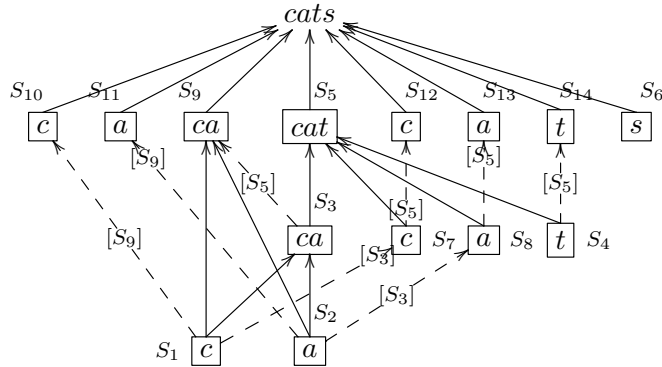 cats
S10 S11 S9 S5 S12 S13 S14 S6
c a ca cat c a t s
[S9] [S5] [S5] [S5] [S5]
[S9] S3 [S3]
ca c S7 a S8 t S4
[S3]
S2
S1 c a